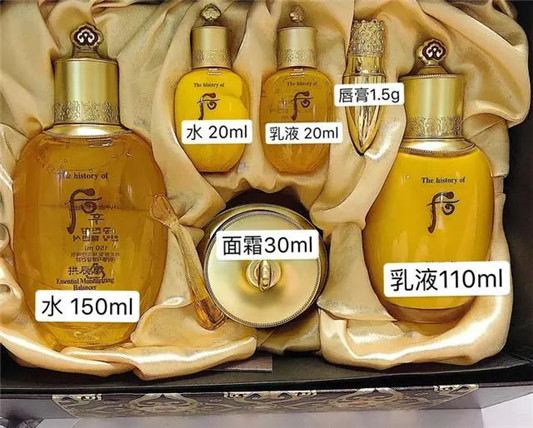 The history of
后
水 20ml
The history of
后
乳液 20ml
唇膏1.5g
The history of
后
拱辰享
Essential Moisturizing
Balancer
水 150ml
面霜30ml
The history of
后
乳液110ml